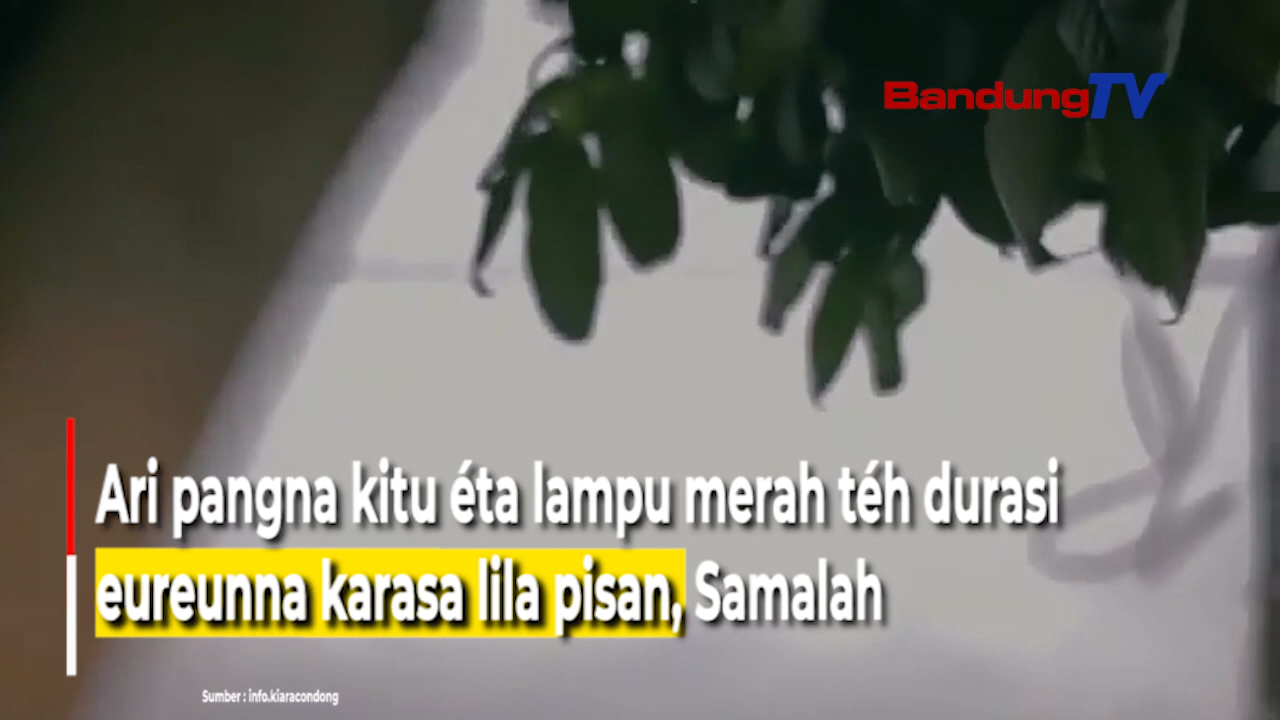 BandungTV
Ari pangna kitu éta lampu merah téh durasi
eureunna karasa lila pisan, Samalah
Sumber : info.kiaracondong